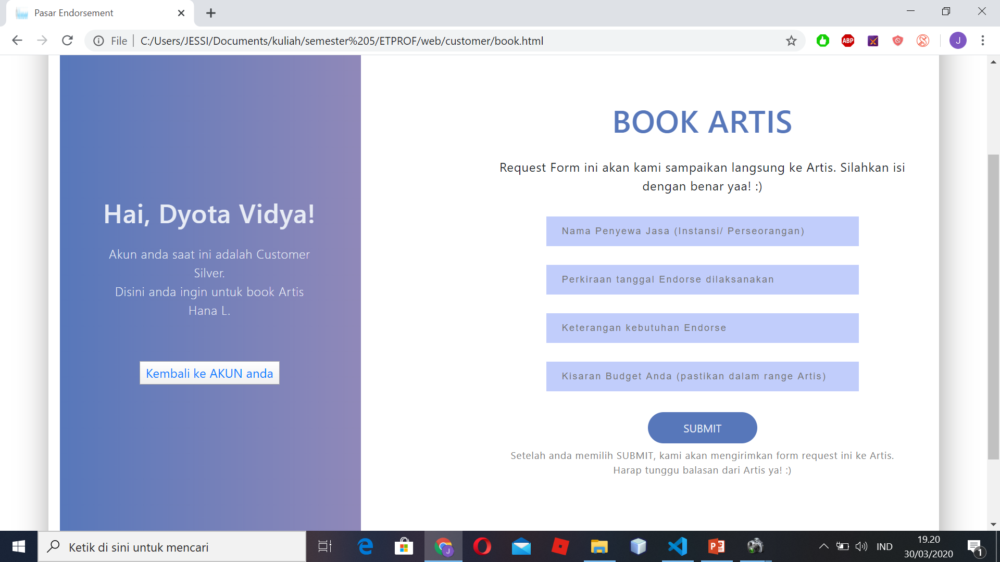 Pasar Endorsement
File
C:/Users/JESSI/Documents/kuliah/semester%205/ETPROF/web/customer/book.html
ABP
J
Hai, Dyota Vidya!
Akun anda saat ini adalah Customer
Silver.
Disini anda ingin untuk book Artis
Hana L.
Kembali ke AKUN anda
BOOK ARTIS
Request Form ini akan kami sampaikan langsung ke Artis. Silahkan isi
dengan benar yaa! :)
Nama Penyewa Jasa (Instansi/ Perseorangan)
Perkiraan tanggal Endorse dilaksanakan
Keterangan kebutuhan Endorse
Kisaran Budget Anda (pastikan dalam range Artis)
SUBMIT
Setelah anda memilih SUBMIT, kami akan mengirimkan form request ini ke Artis.
Harap tunggu balasan dari Artis ya! :)
Ketik di sini untuk mencari
J
IND
19.20
30/03/2020
1